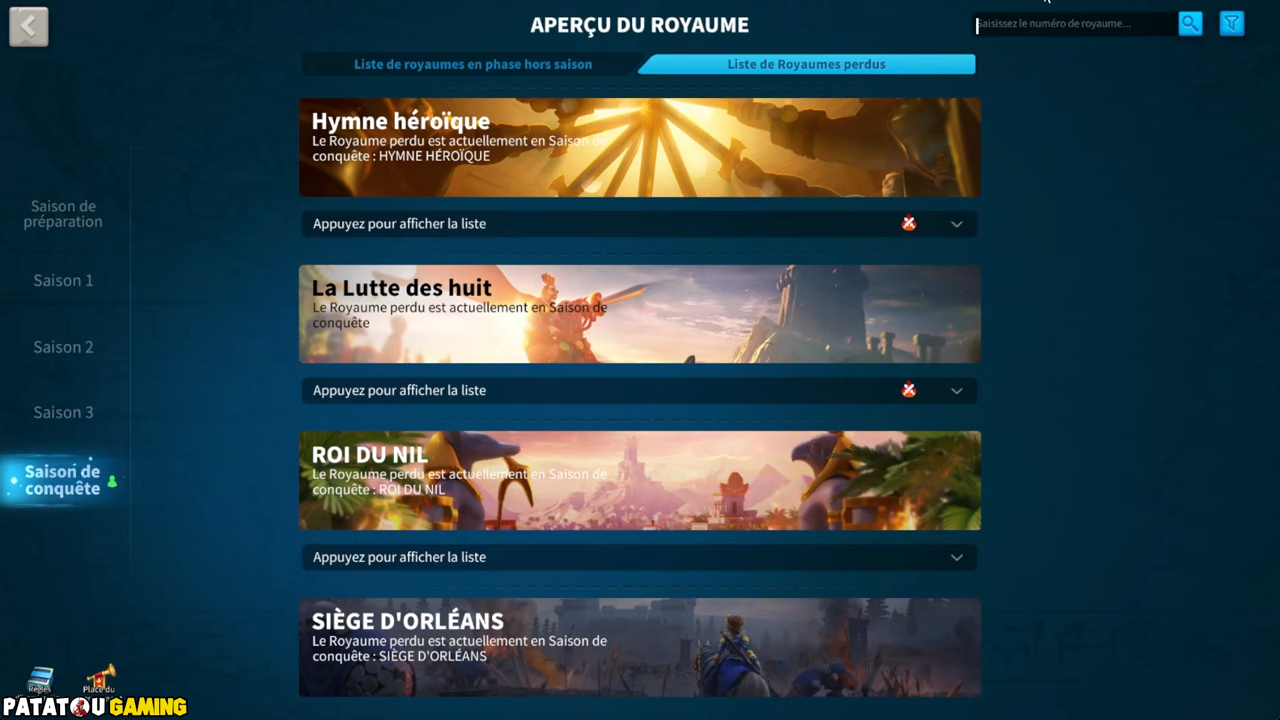 APERÇU DU ROYAUME
Saisissez le numéro de royaume...
Liste de royaumes en phase hors saison
Liste de Royaumes perdus
Hymne héroïque
Le Royaume perdu est actuellement en Saison de
conquête : HYMNE HÉROÏQUE
Appuyez pour afficher la liste
La Lutte des huit
Le Royaume perdu est actuellement en Saison de
conquête
Appuyez pour afficher la liste
ROI DU NIL
Le Royaume perdu est actuellement en Saison de
conquête : ROI DU NIL
Appuyez pour afficher la liste
SIÈGE D'ORLÉANS
Le Royaume perdu est actuellement en Saison de
conquête : SIÈGE D'ORLÉANS
Saison de
préparation
Saison 1
Saison 2
Saison 3
Saison de
conquête
Règles
Place du
PATATOU GAMING